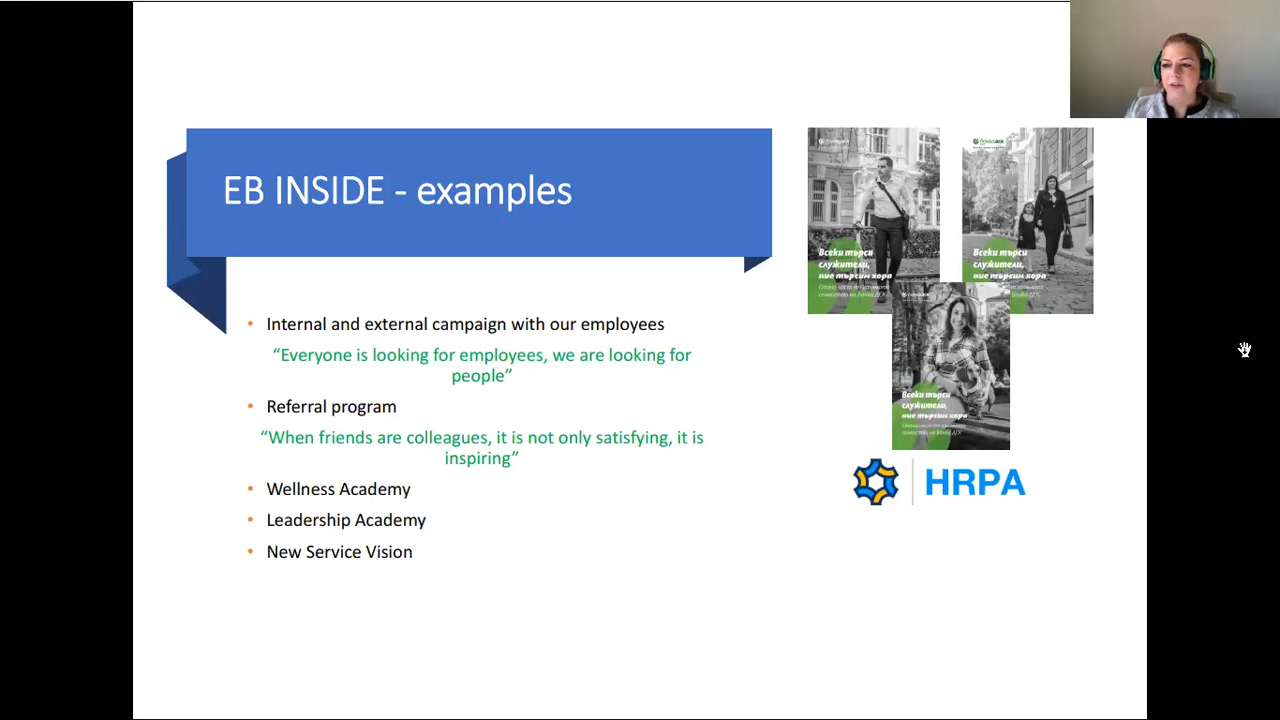 EB INSIDE - examples
• Internal and external campaign with our employees
“Everyone is looking for employees, we are looking for
people”
• Referral program
“When friends are colleagues, it is not only satisfying, it is
inspiring”
• Wellness Academy
• Leadership Academy
• New Service Vision
Всеки търси
служители,
ние търсим хора
Всеки търси
служители,
ние търсим хора
Всеки търси
служители,
ние търсим хора
HRPA